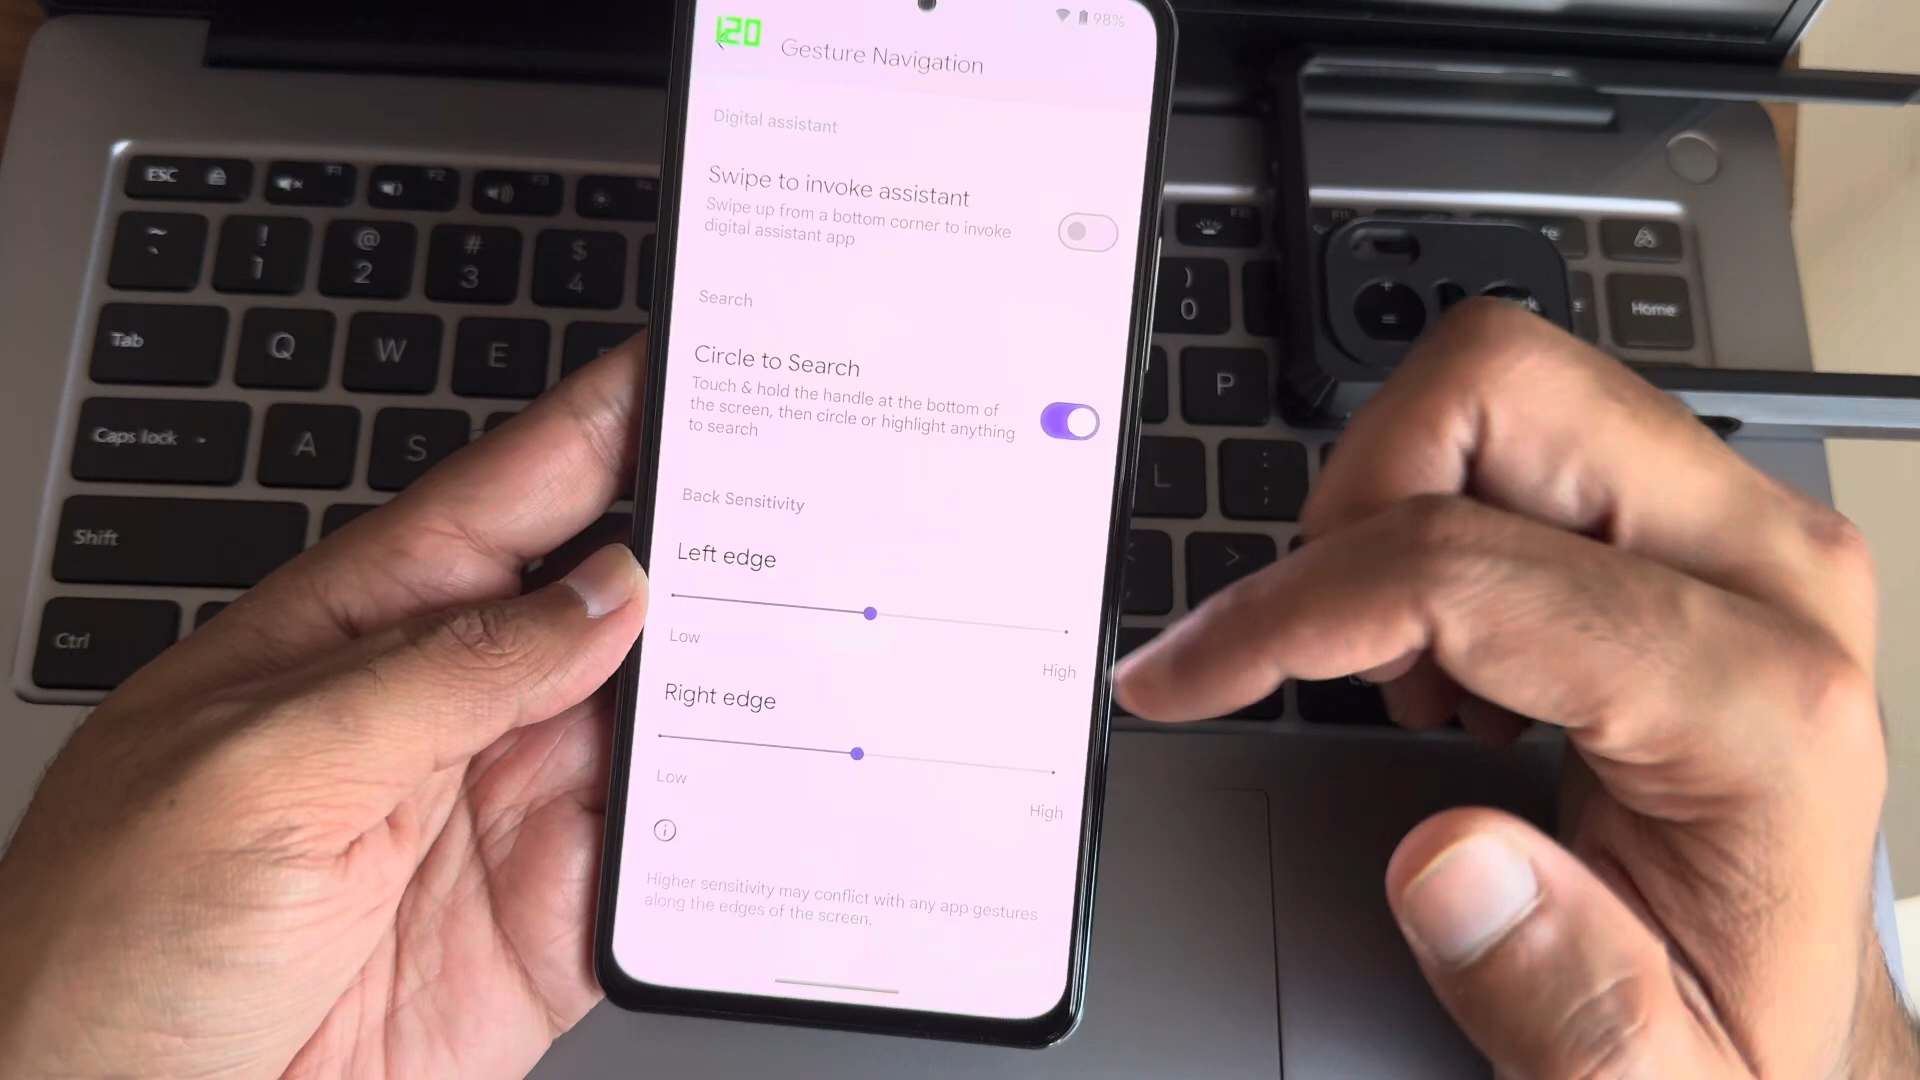 120
98%
Gesture Navigation
Digital assistant
Swipe to invoke assistant
Swipe up from a bottom corner to invoke
digital assistant app
Search
Circle to Search
Touch & hold the handle at the bottom of
the screen, then circle or highlight anything
to search
Back Sensitivity
Left edge
Low
High
Right edge
Low
High
Higher sensitivity may conflict with any app gestures
along the edges of the screen.
ESC
F1
F2
~
!
1
@
2
#
3
$
4
)
0
+
=
Home
Tab
Q
W
E
P
Caps lock
A
S
L
:
;
Shift
>
Ctrl